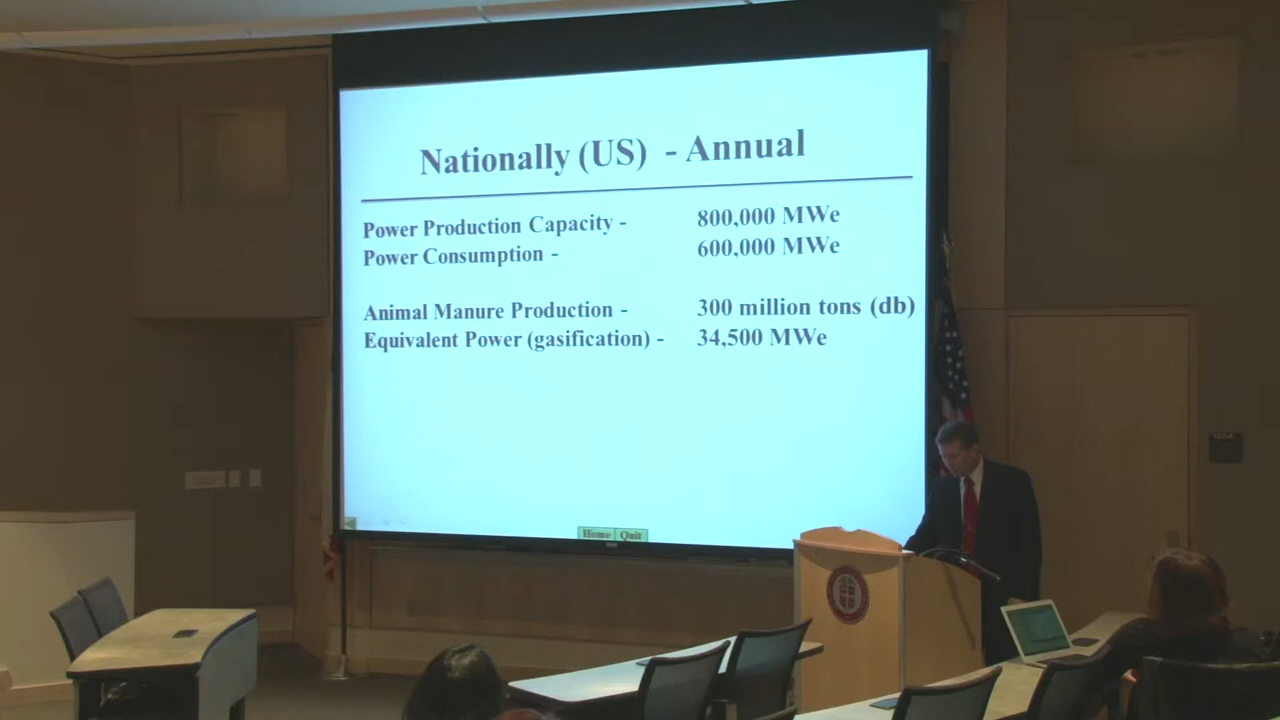 Nationally (US) - Annual
Power Production Capacity - 800,000 MWe
Power Consumption - 600,000 MWe
Animal Manure Production - 300 million tons (db)
Equivalent Power (gasification) - 34,500 MWe
Home Quit